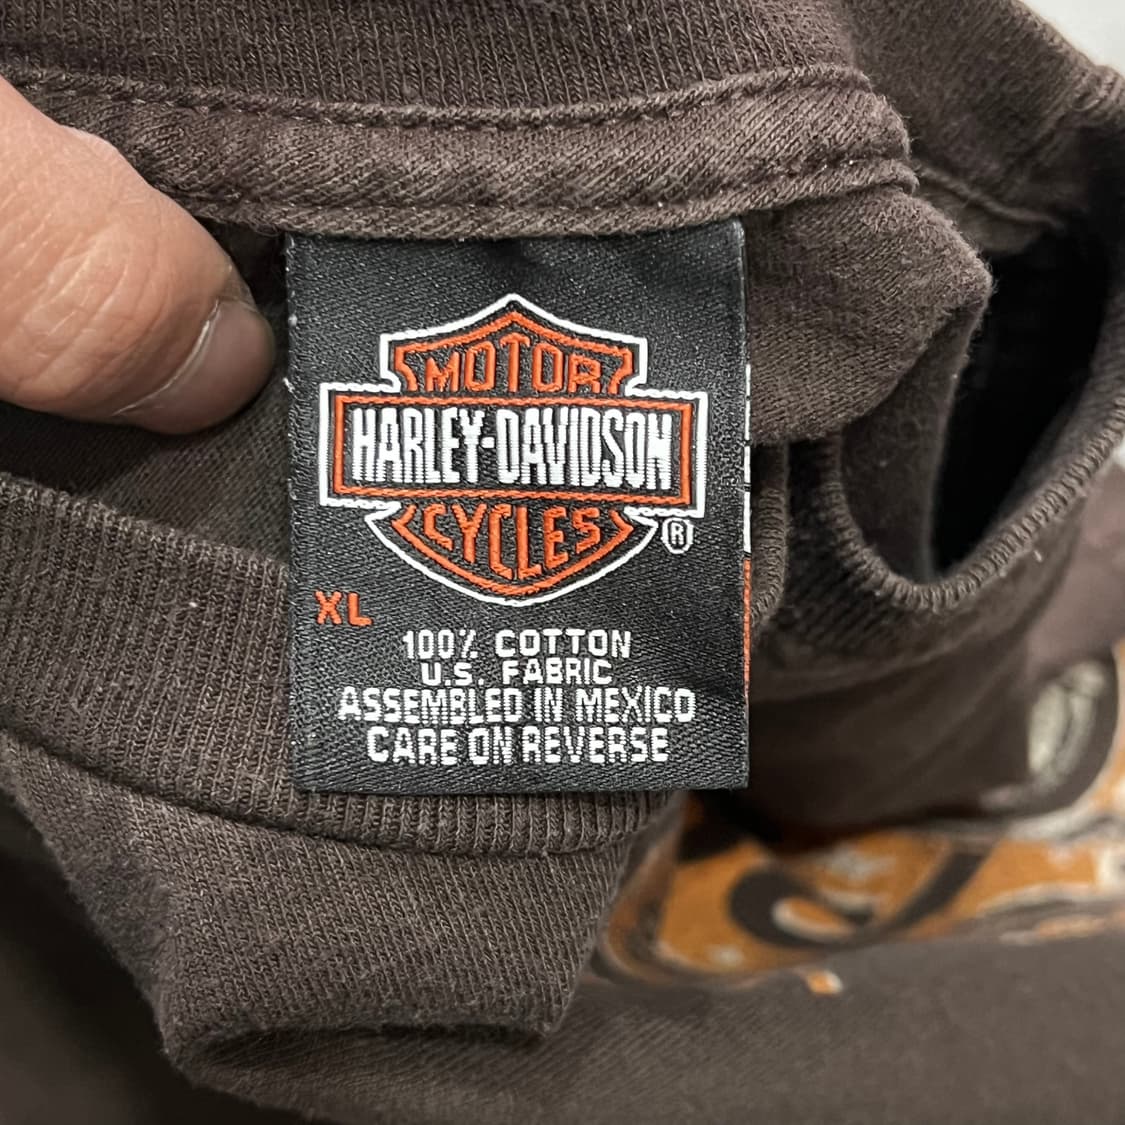 MOTOR
HARLEY-DAVIDSON
CYCLES
®
XL
100% COTTON
U.S. FABRIC
ASSEMBLED IN MEXICO
CARE ON REVERSE